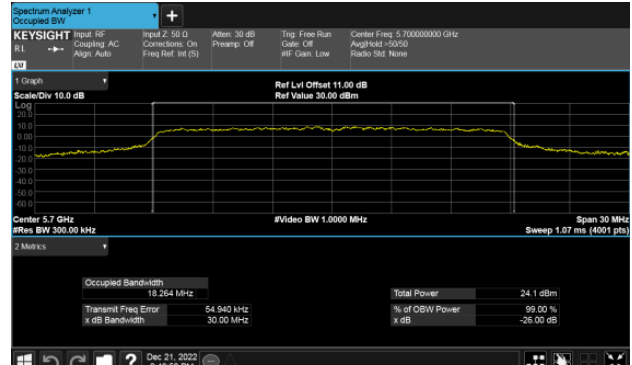 Spectrum Analyzer 1
Occupied BW
+
KEYSIGHT Input: RF Input Z: 50 Ω Atten: 30 dB Trig: Free Run Center Freq: 5.700000000 GHz
RL Coupling: AC Corrections: On Preamp: Off Gate: Off Avg|Hold:>50/50
Align: Auto Freq Ref: Int (S) #IF Gain: Low Radio Std: None
LXI
1 Graph
Ref Lvl Offset 11.00 dB
Scale/Div 10.0 dB Ref Value 30.00 dBm
Log
20.0
10.0
0.00
-10.0
-20.0
-30.0
-40.0
-50.0
-60.0
Center 5.7 GHz #Video BW 1.0000 MHz Span 30 MHz
#Res BW 300.00 kHz Sweep 1.07 ms (4001 pts)
2 Metrics
Occupied Bandwidth
18.264 MHz Total Power 24.1 dBm
Transmit Freq Error 54.940 kHz % of OBW Power 99.00 %
x dB Bandwidth 30.00 MHz x dB -26.00 dB
? Dec 21, 2022